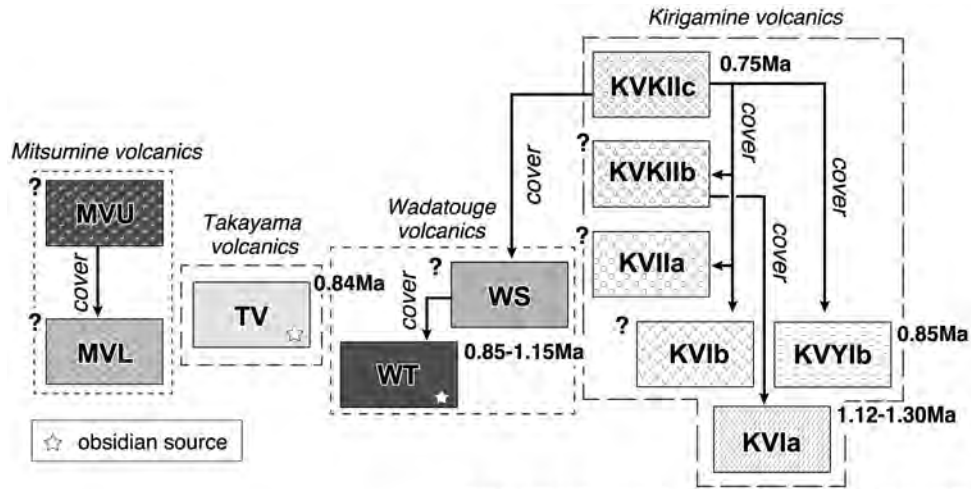 Kirigamine volcanics
KVKIIc
0.75Ma
cover
cover
cover
?
KVKIIb
cover
?
KVIIa
?
KVIb
KVYIb
0.85Ma
KVIa
1.12-1.30Ma
Mitsumine volcanics
?
MVU
cover
?
MVL
Takayama
volcanics
TV
0.84Ma
Wadatouge
volcanics
?
WS
cover
WT
0.85-1.15Ma
obsidian source